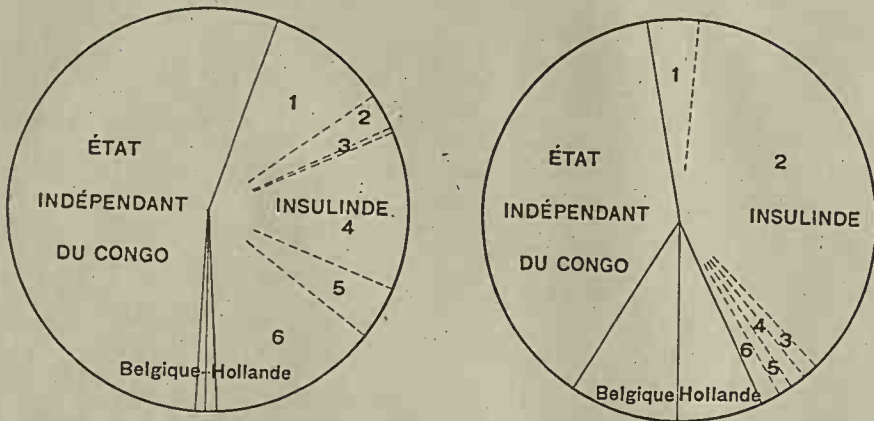 1
2
3
ÉTAT
INDÉPENDANT
DU CONGO
INSULINDE
4
5
6
Belgique-Hollande
1
2
ÉTAT
INDÉPENDANT
DU CONGO
INSULINDE
3
4
5
6
Belgique Hollande